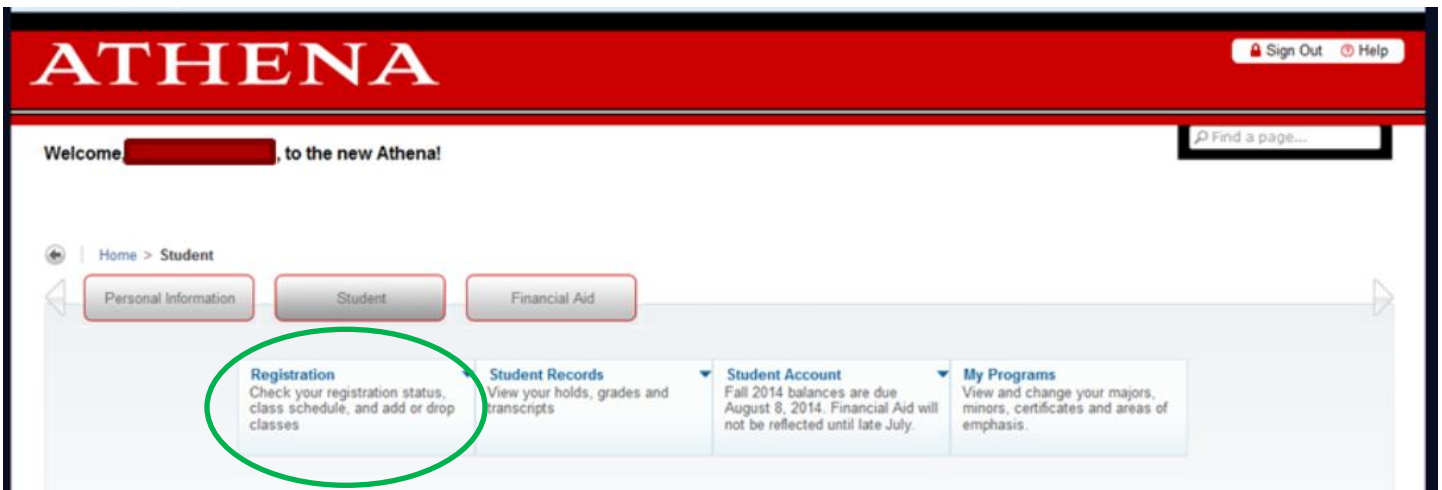 ATHENA
Sign Out Help
Welcome, , to the new Athena!
Find a page...
Home > Student
Personal Information
Student
Financial Aid
Registration
Check your registration status,
class schedule, and add or drop
classes
Student Records
View your holds, grades and
transcripts
Student Account
Fall 2014 balances are due
August 8, 2014. Financial Aid will
not be reflected until late July.
My Programs
View and change your majors,
minors, certificates and areas of
emphasis.